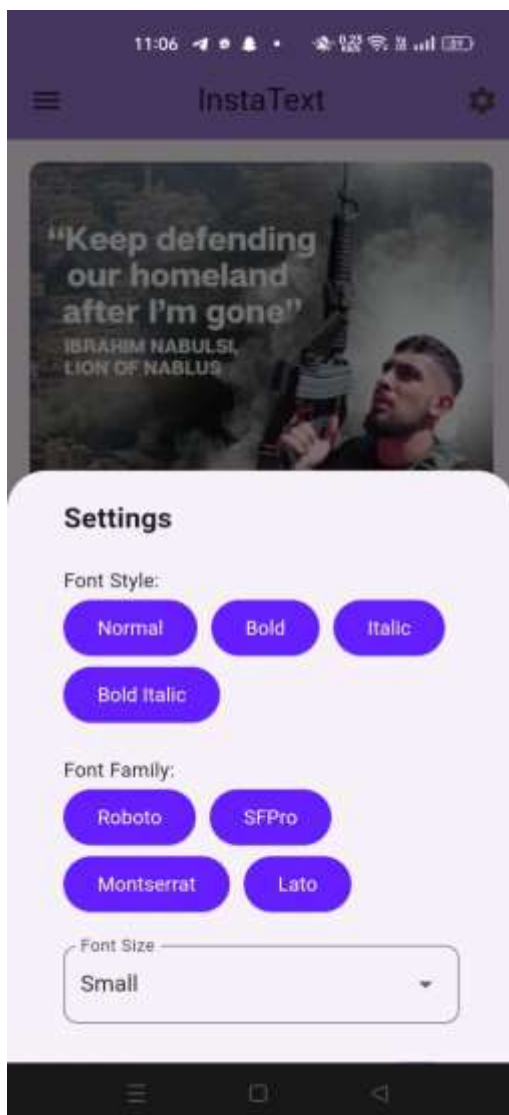 11:06
InstaText
“Keep defending
our homeland
after I’m gone”
IBRAHIM NABULSI,
LION OF NABLUS
Settings
Font Style:
Normal Bold Italic
Bold Italic
Font Family:
Roboto SFPro
Montserrat Lato
Font Size
Small